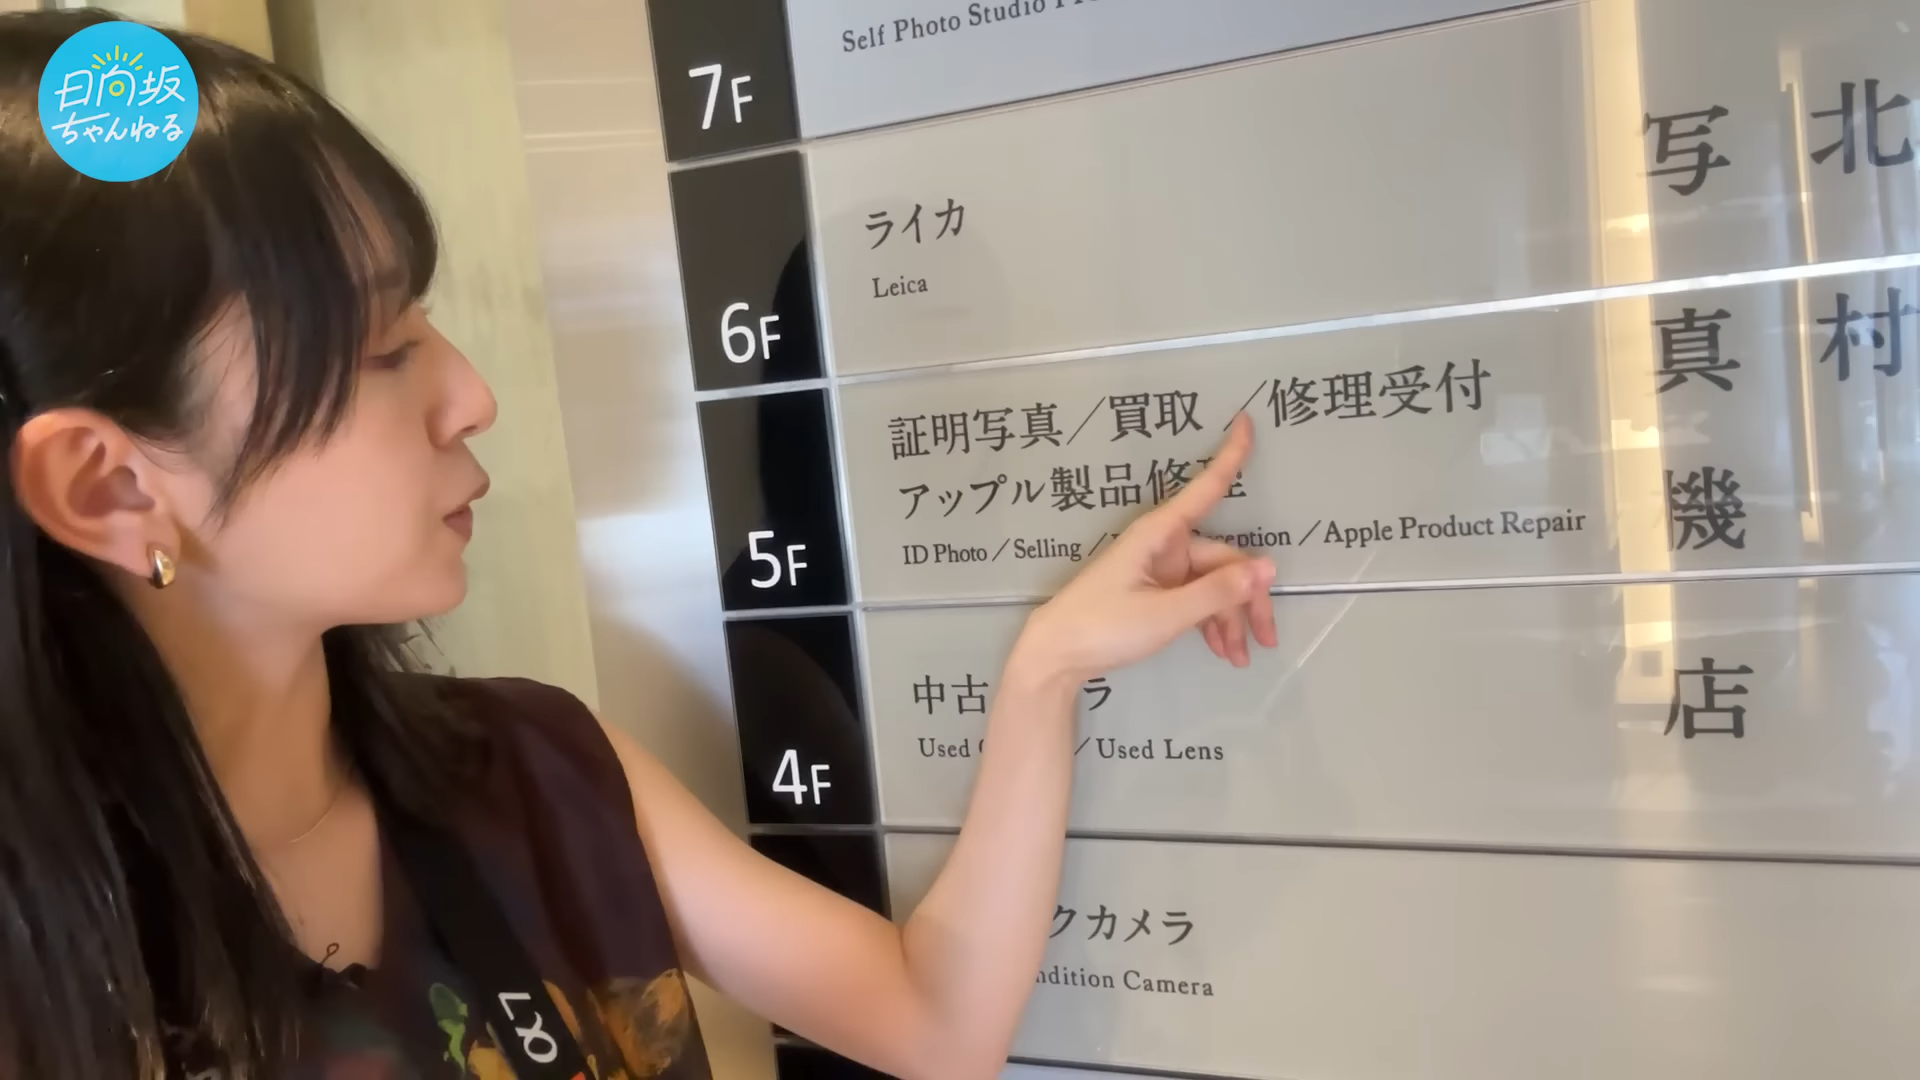 日向坂
ちゃんねる
Self Photo Studio
7F
ライカ
Leica
6F
証明写真／買取／修理受付
アップル製品修理
ID Photo／Selling／
／Apple Product Repair
5F
中古
ラ
Used
／Used Lens
4F
クカメラ
Camera
北村
写真機店
α7